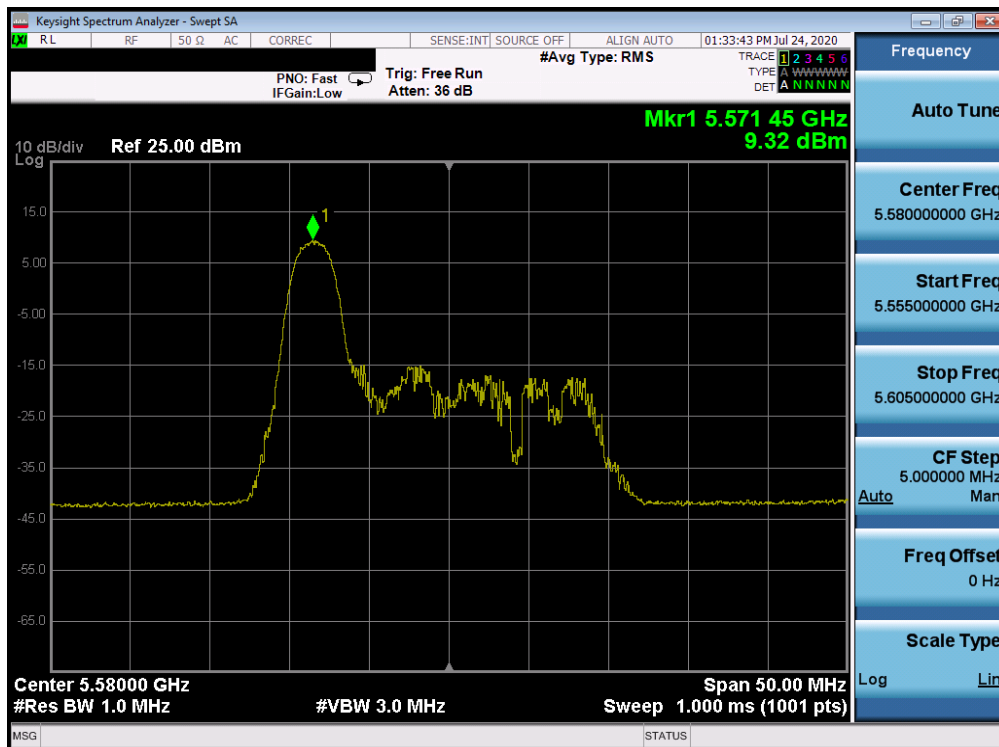 Keysight Spectrum Analyzer - Swept SA
LXI RL RF 50 Ω AC CORREC SENSE:INT SOURCE OFF ALIGN AUTO 01:33:43 PM Jul 24, 2020
#Avg Type: RMS
TRACE 1 2 3 4 5 6
PNO: Fast Trig: Free Run
TYPE A WWWWW
IFGain:Low Atten: 36 dB
DET A N N N N N
Mkr1 5.571 45 GHz
9.32 dBm
10 dB/div Ref 25.00 dBm
Log
1
15.0
5.00
-5.00
-15.0
-25.0
-35.0
-45.0
-55.0
-65.0
Center 5.58000 GHz Span 50.00 MHz
#Res BW 1.0 MHz #VBW 3.0 MHz Sweep 1.000 ms (1001 pts)
MSG STATUS
Frequency
Auto Tune
Center Freq
5.580000000 GHz
Start Freq
5.555000000 GHz
Stop Freq
5.605000000 GHz
CF Step
5.000000 MHz
Auto Man
Freq Offset
0 Hz
Scale Type
Log Lin